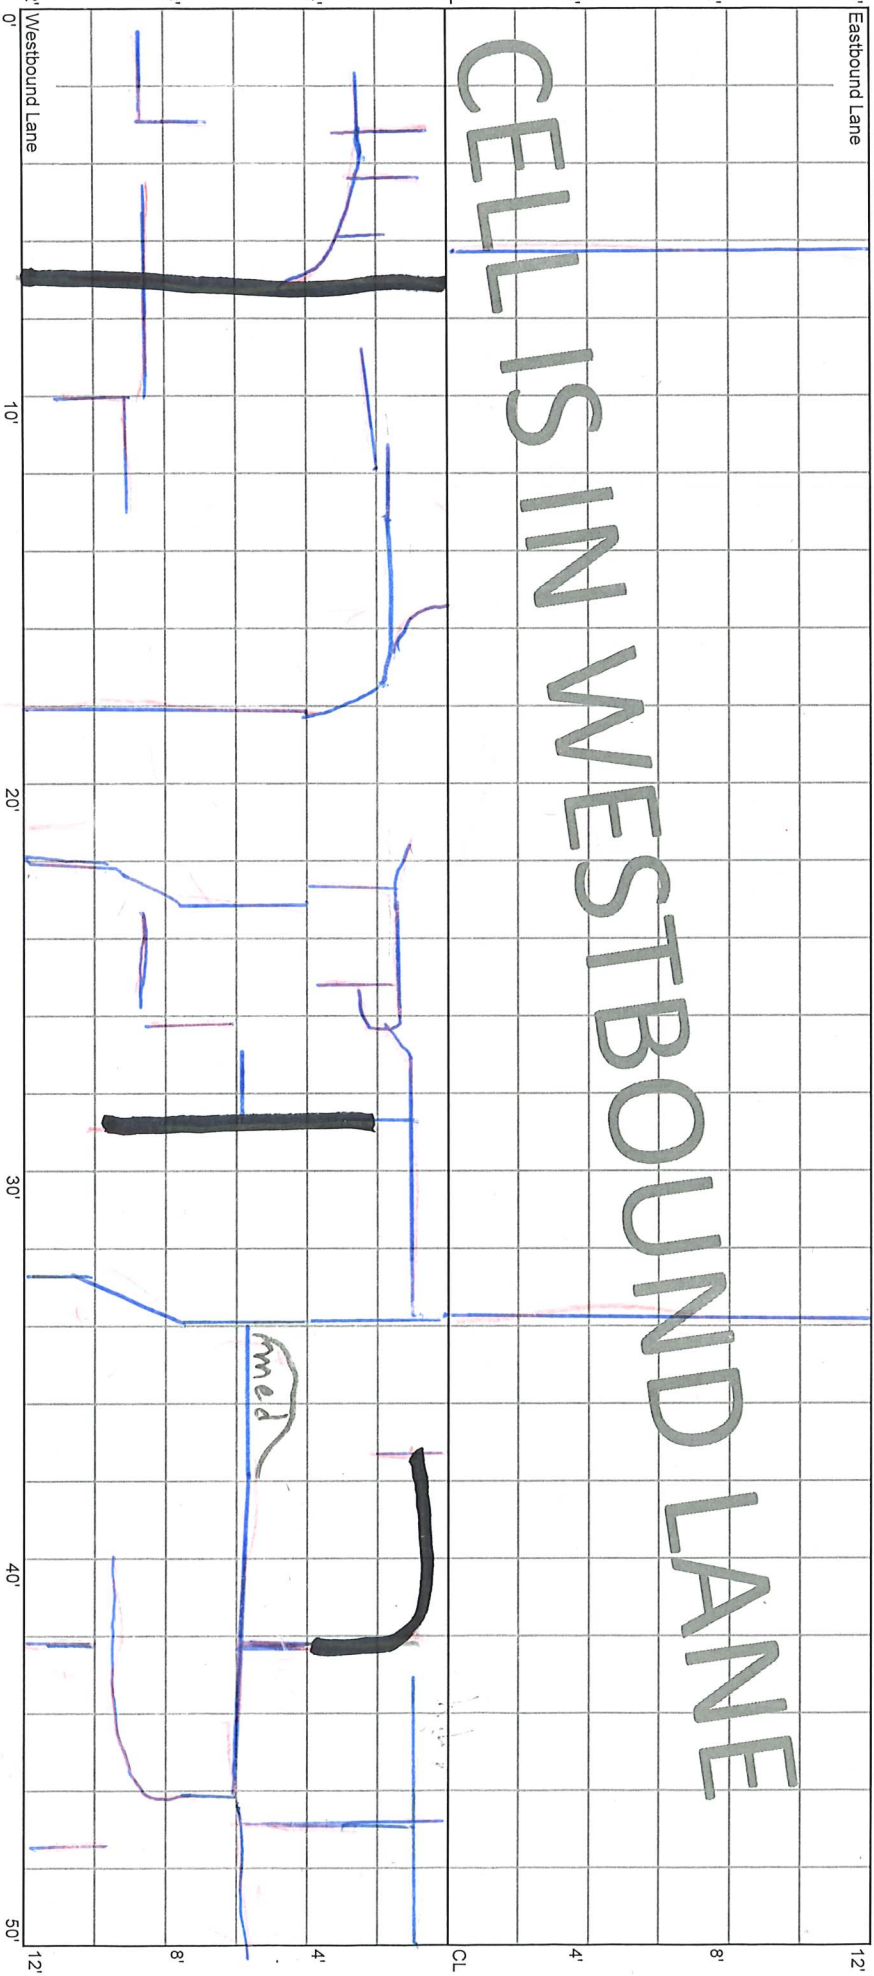 Eastbound Lane
CELL IS IN WESTBOUND LANE
Westbound Lane
med
12'
8'
4'
CL
4'
8'
12'
0'
10'
20'
30'
40'
50'